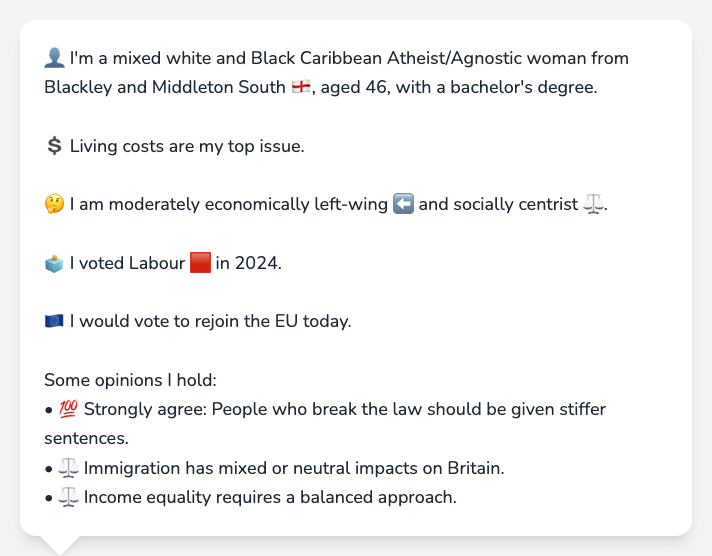 👤 I'm a mixed white and Black Caribbean Atheist/Agnostic woman from
Blackley and Middleton South 🏴󠁧󠁢󠁥󠁮󠁧󠁿, aged 46, with a bachelor's degree.
💲 Living costs are my top issue.
🤔 I am moderately economically left-wing ⬅️ and socially centrist ⚖️.
🗳️ I voted Labour 🟥 in 2024.
🇪🇺 I would vote to rejoin the EU today.
Some opinions I hold:
• 💯 Strongly agree: People who break the law should be given stiffer
sentences.
• ⚖️ Immigration has mixed or neutral impacts on Britain.
• ⚖️ Income equality requires a balanced approach.